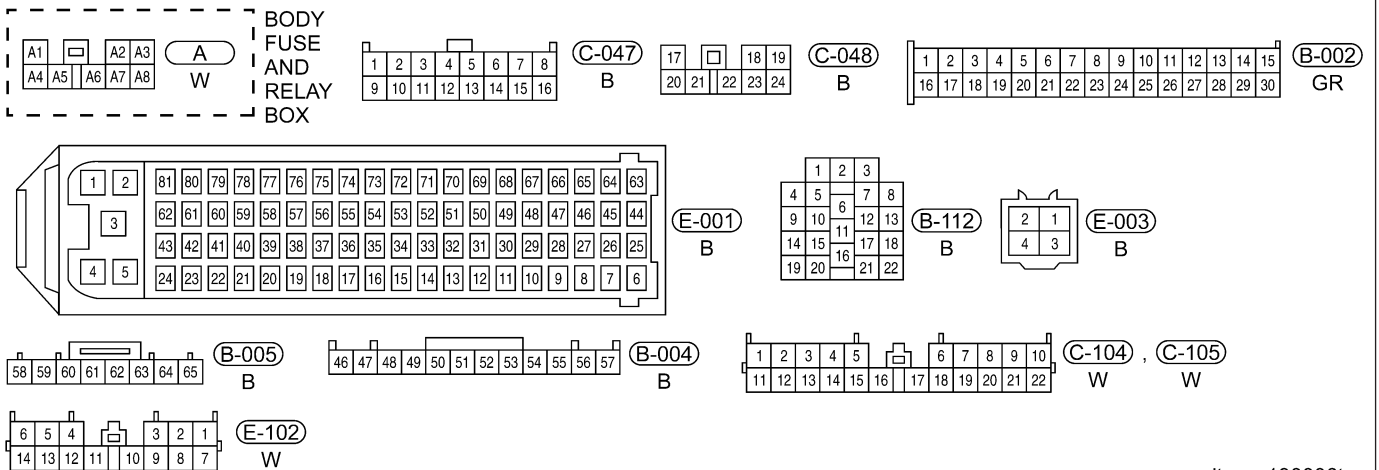 BODY
FUSE
AND
RELAY
BOX
A1 A2 A3
A4 A5 A6 A7 A8
A
W
1 2 3 4 5 6 7 8
9 10 11 12 13 14 15 16
C-047
B
17 18 19
20 21 22 23 24
C-048
B
1 2 3 4 5 6 7 8 9 10 11 12 13 14 15
16 17 18 19 20 21 22 23 24 25 26 27 28 29 30
B-002
GR
1 2
3
4 5
81 80 79 78 77 76 75 74 73 72 71 70 69 68 67 66 65 64 63
62 61 60 59 58 57 56 55 54 53 52 51 50 49 48 47 46 45 44
43 42 41 40 39 38 37 36 35 34 33 32 31 30 29 28 27 26 25
24 23 22 21 20 19 18 17 16 15 14 13 12 11 10 9 8 7 6
E-001
B
1 2 3
4 5 6 7 8
9 10 11 12 13
14 15 16 17 18
19 20 21 22
B-112
B
2 1
4 3
E-003
B
58 59 60 61 62 63 64 65
B-005
B
46 47 48 49 50 51 52 53 54 55 56 57
B-004
B
1 2 3 4 5 6 7 8 9 10
11 12 13 14 15 16 17 18 19 20 21 22
C-104 , C-105
W W
6 5 4 3 2 1
14 13 12 11 10 9 8 7
E-102
W